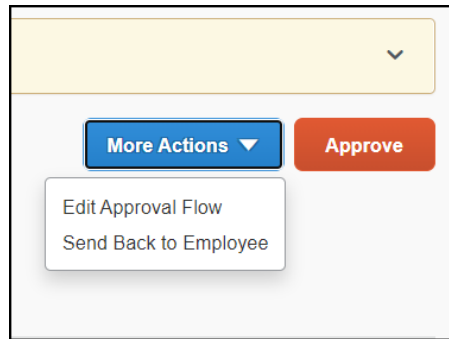 More Actions
Approve
Edit Approval Flow
Send Back to Employee